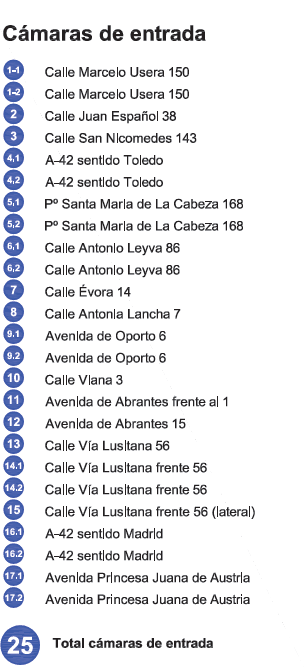 Cámaras de entrada
1-1 Calle Marcelo Usera 150
1-2 Calle Marcelo Usera 150
2 Calle Juan Español 38
3 Calle San Nicomedes 143
4,1 A-42 sentido Toledo
4,2 A-42 sentido Toledo
5,1 Pº Santa Maria de La Cabeza 168
5,2 Pº Santa Maria de La Cabeza 168
6,1 Calle Antonio Leyva 86
6,2 Calle Antonio Leyva 86
7 Calle Évora 14
8 Calle Antonia Lancha 7
9.1 Avenida de Oporto 6
9.2 Avenida de Oporto 6
10 Calle Viana 3
11 Avenida de Abrantes frente al 1
12 Avenida de Abrantes 15
13 Calle Vía Lusitana 56
14.1 Calle Vía Lusitana frente 56
14.2 Calle Vía Lusitana frente 56
15 Calle Vía Lusitana frente 56 (lateral)
16.1 A-42 sentido Madrid
16.2 A-42 sentido Madrid
17.1 Avenida Princesa Juana de Austria
17.2 Avenida Princesa Juana de Austria
25 Total cámaras de entrada